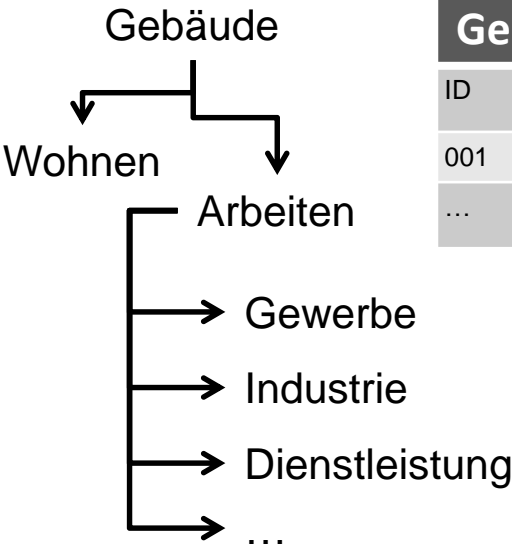 Gebäude
Wohnen
Arbeiten
Gewerbe
Industrie
Dienstleistung
…
Ge
ID
001
…